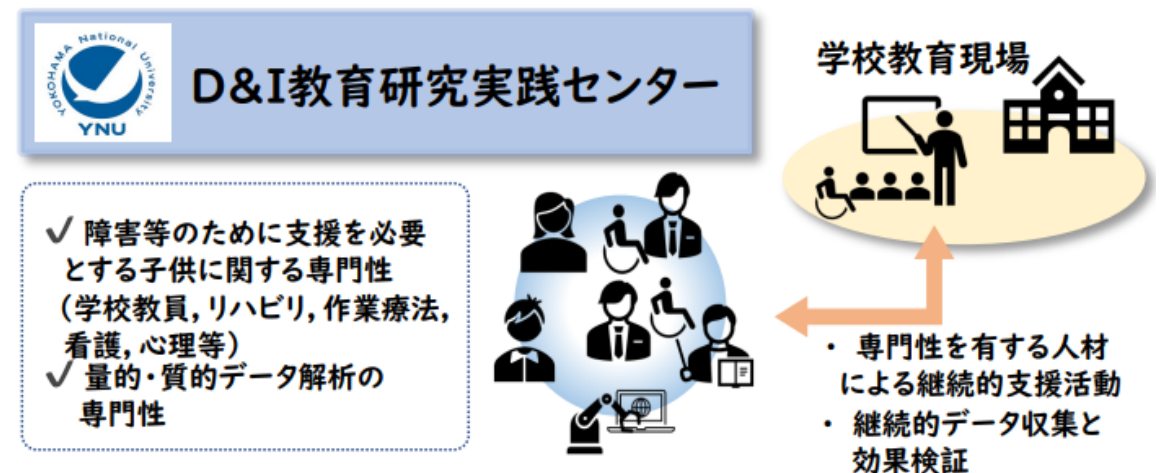 YOKOHAMA National University
YNU
D&I教育研究実践センター
学校教育現場
✓ 障害等のために支援を必要
とする子供に関する専門性
(学校教員,リハビリ,作業療法,
看護,心理等)
✓ 量的・質的データ解析の
専門性
・ 専門性を有する人材
による継続的支援活動
・ 継続的データ収集と
効果検証